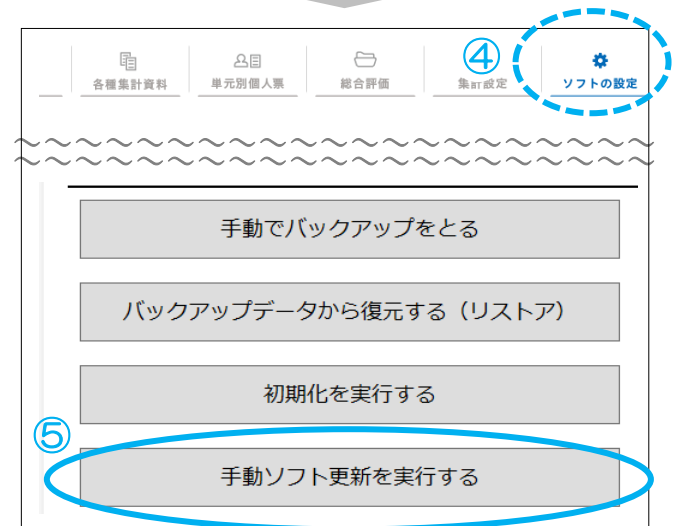 ④
各種集計資料 単元別個人票 総合評価 集計設定 ソフトの設定
手動でバックアップをとる
バックアップデータから復元する（リストア）
初期化を実行する
⑤
手動ソフト更新を実行する